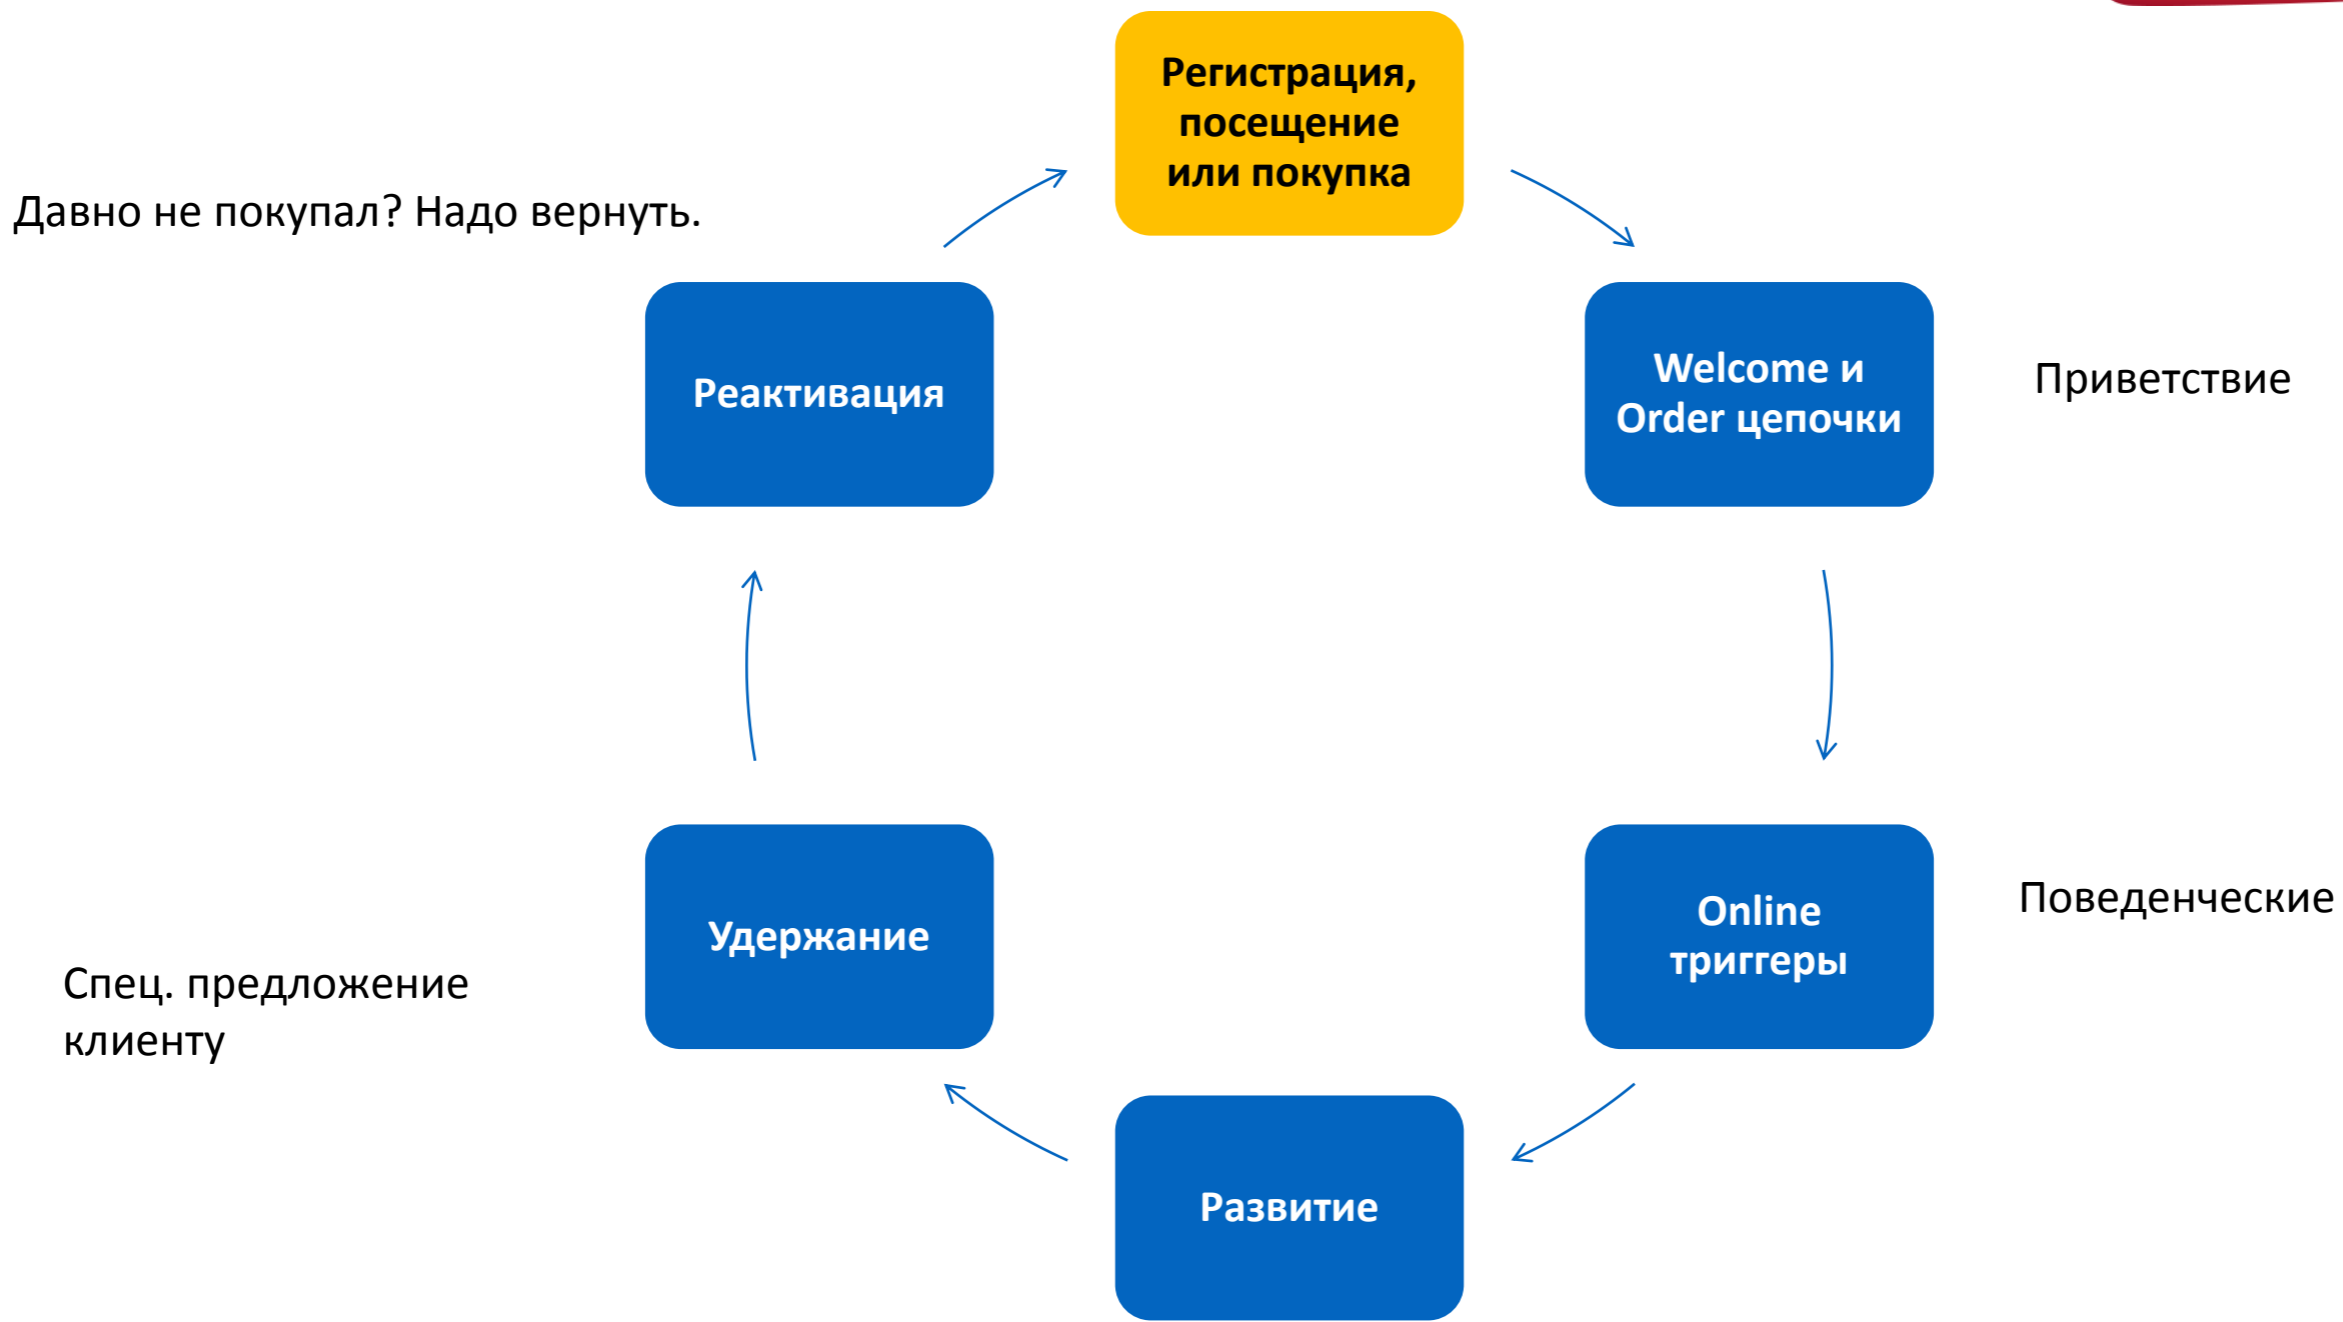 Регистрация,
посещение
или покупка
Давно не покупал? Надо вернуть.
Реактивация
Welcome и
Order цепочки
Приветствие
Удержание
Online
триггеры
Поведенческие
Спец. предложение
клиенту
Развитие